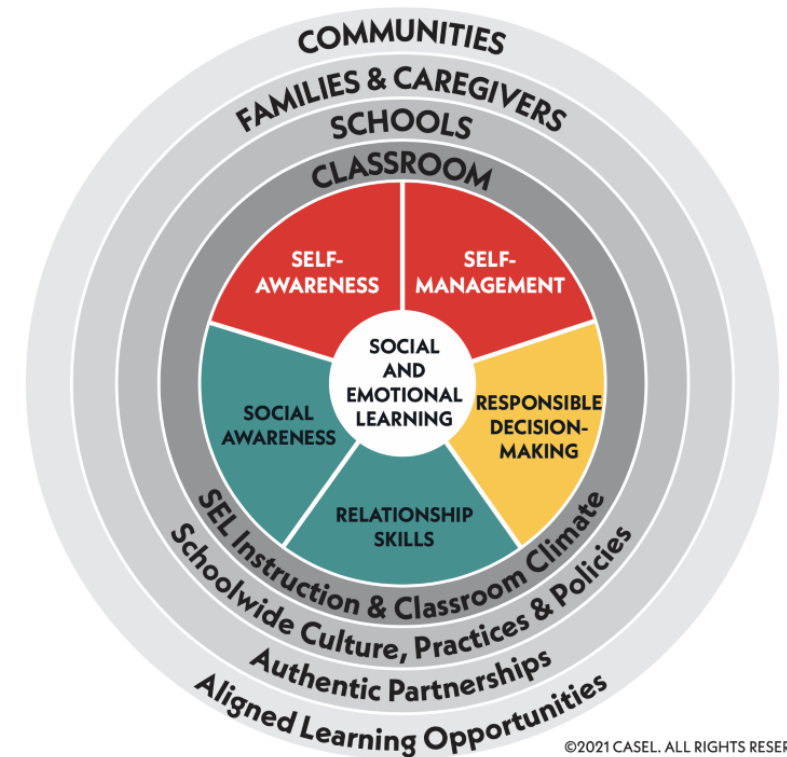 COMMUNITIES
FAMILIES & CAREGIVERS
SCHOOLS
CLASSROOM
SELF-
AWARENESS
SELF-
MANAGEMENT
SOCIAL
AND
EMOTIONAL
LEARNING
SOCIAL
AWARENESS
RESPONSIBLE
DECISION-
MAKING
RELATIONSHIP
SKILLS
SEL Instruction & Classroom Climate
Schoolwide Culture, Practices & Policies
Authentic Partnerships
Aligned Learning Opportunities
©2021 CASEL. ALL RIGHTS RESER